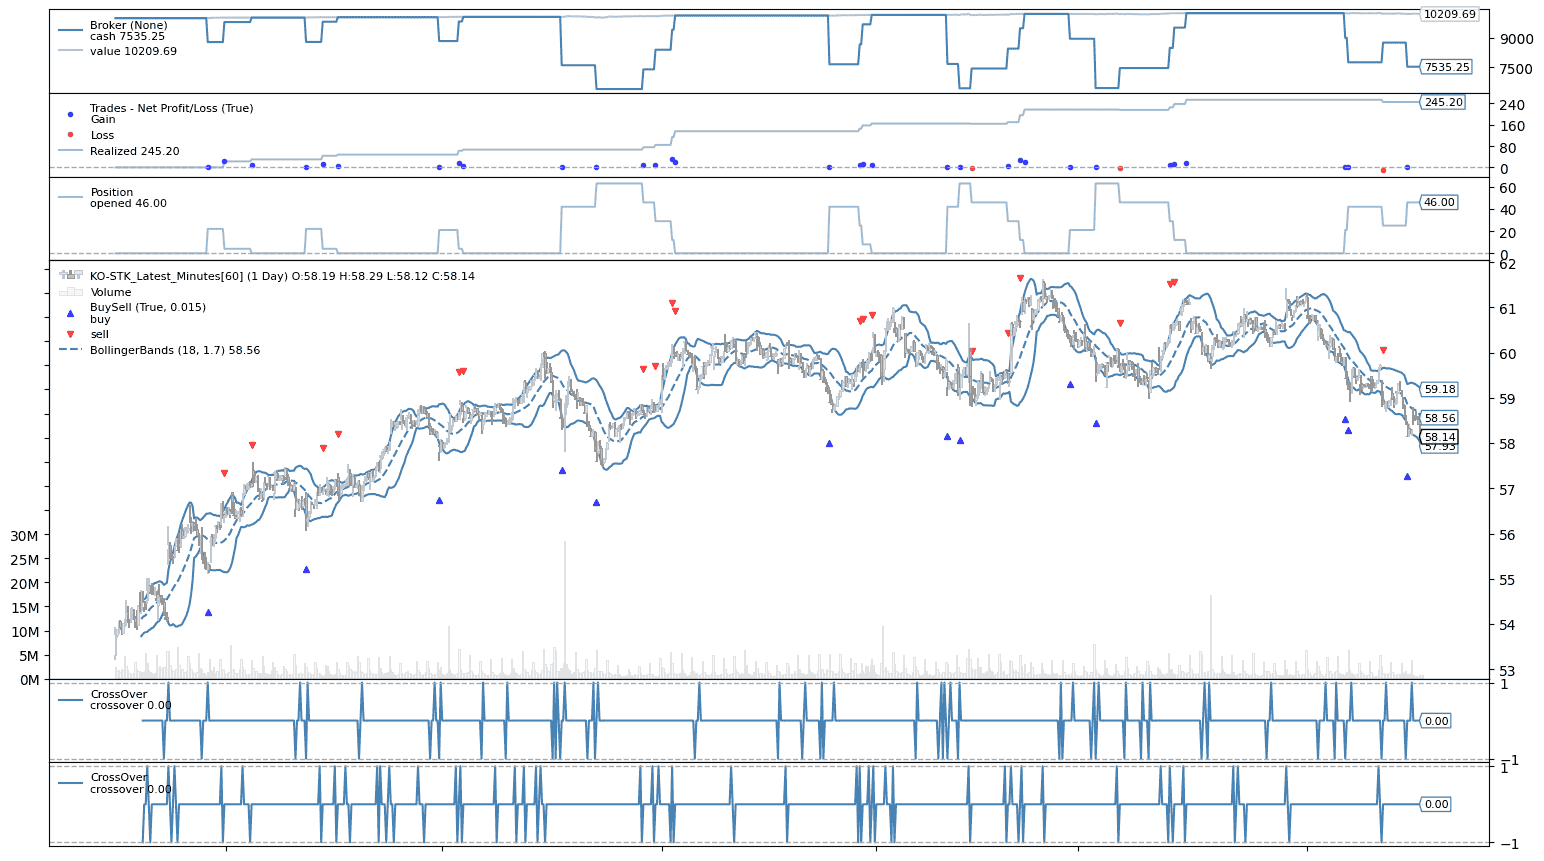 Broker (None)
cash 7535.25
value 10209.69
10209.69
9000
7500
7535.25
Trades - Net Profit/Loss (True)
Gain
Loss
Realized 245.20
245.20
240
160
80
0
Position
opened 46.00
60
46.00
40
20
0
KO-STK_Latest_Minutes[60] (1 Day) O:58.19 H:58.29 L:58.12 C:58.14
Volume
BuySell (True, 0.015)
buy
sell
BollingerBands (18, 1.7) 58.56
62
61
60
59
58
57
56
55
54
53
59.18
58.56
58.14
57.93
30M
25M
20M
15M
10M
5M
0M
CrossOver
crossover 0.00
1
0.00
−1
CrossOver
crossover 0.00
1
0.00
−1